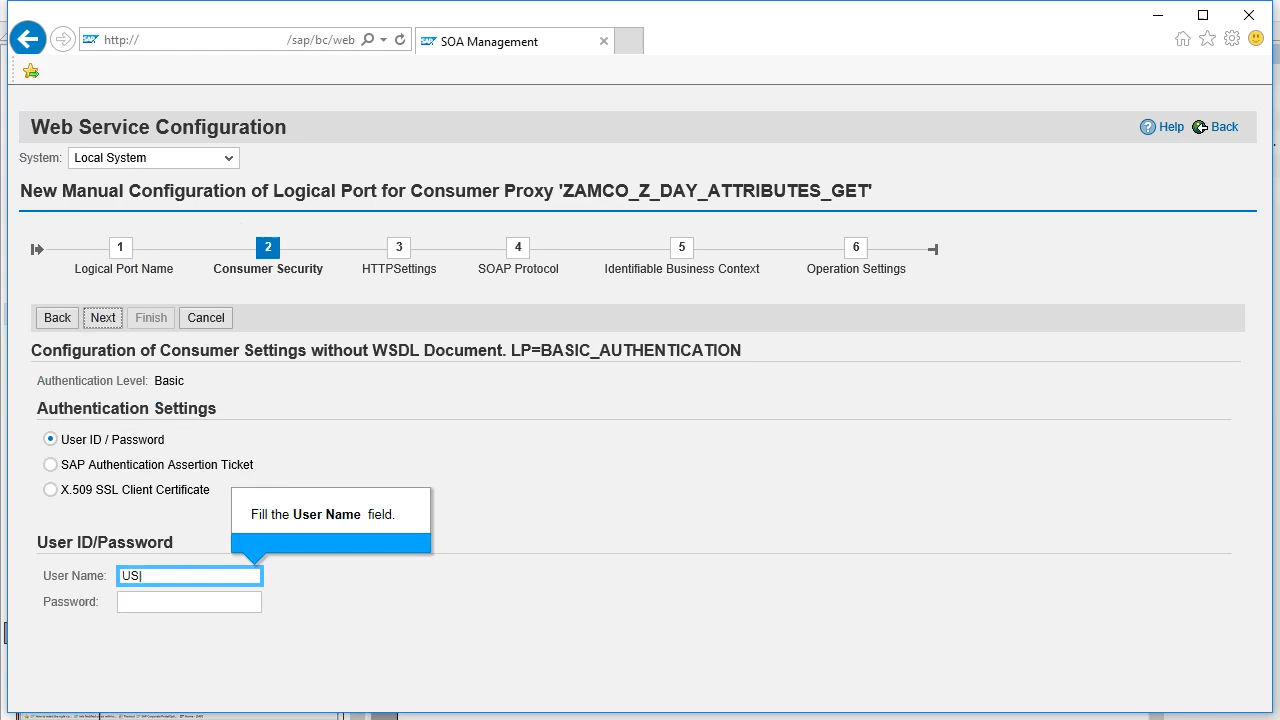 http://
/sap/bc/web
SAP
SOA Management
Web Service Configuration
Help
Back
System:
Local System
New Manual Configuration of Logical Port for Consumer Proxy 'ZAMCO_Z_DAY_ATTRIBUTES_GET'
1
2
3
4
5
6
Logical Port Name
Consumer Security
HTTPSettings
SOAP Protocol
Identifiable Business Context
Operation Settings
Back
Next
Finish
Cancel
Configuration of Consumer Settings without WSDL Document. LP=BASIC_AUTHENTICATION
Authentication Level: Basic
Authentication Settings
User ID / Password
SAP Authentication Assertion Ticket
X.509 SSL Client Certificate
Fill the User Name field.
User ID/Password
User Name:
US
Password: